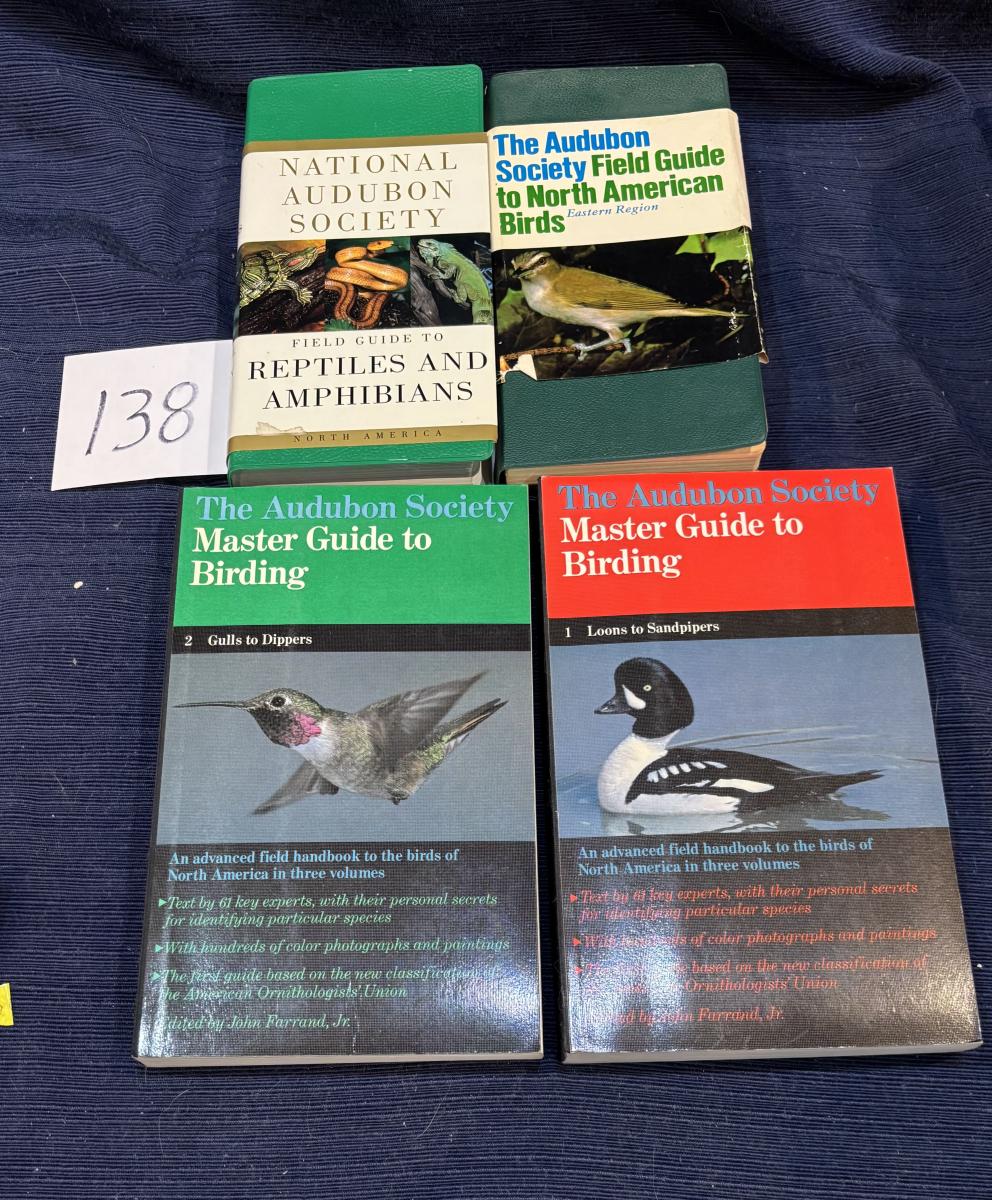 NATIONAL
AUDUBON
SOCIETY
FIELD GUIDE TO
REPTILES AND
AMPHIBIANS
NORTH AMERICA
The Audubon
Society Field Guide
to North American
Birds Eastern Region
138
The Audubon Society
Master Guide to
Birding
2 Gulls to Dippers
An advanced field handbook to the birds of
North America in three volumes
▸Text by 61 key experts, with their personal secrets
for identifying particular species
▸With hundreds of color photographs and paintings
▸The first guide based on the new classification of
the American Ornithologists' Union
Edited by John Farrand, Jr.
The Audubon Society
Master Guide to
Birding
1 Loons to Sandpipers
An advanced field handbook to the birds of
North America in three volumes
▸Text by 61 key experts, with their personal secrets
for identifying particular species
▸With hundreds of color photographs and paintings
based on the new classification of
Ornithologists' Union
by John Farrand, Jr.